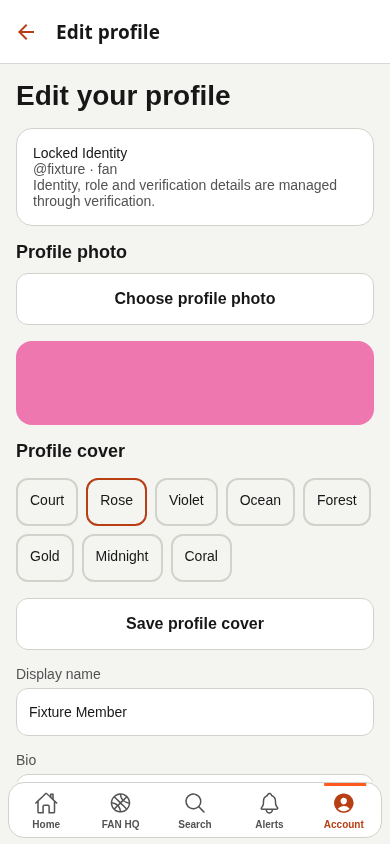 Edit profile
Edit your profile
Locked Identity
@fixture · fan
Identity, role and verification details are managed
through verification.
Profile photo
Choose profile photo
Profile cover
Court Rose Violet Ocean Forest
Gold Midnight Coral
Save profile cover
Display name
Fixture Member
Bio
Home FAN HQ Search Alerts Account